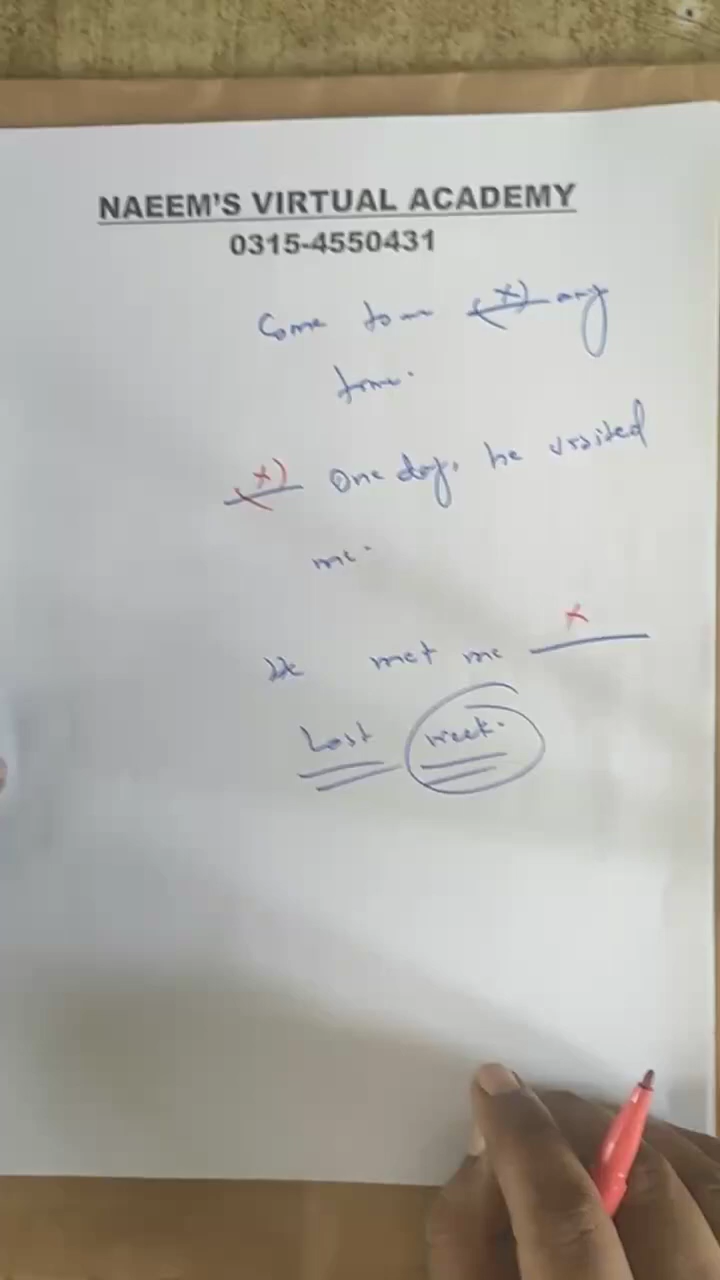 NAEEM'S VIRTUAL ACADEMY
0315-4550431
Come to me (x) any
time.
(x) One day, he visited
me.
He met me x
Last week.